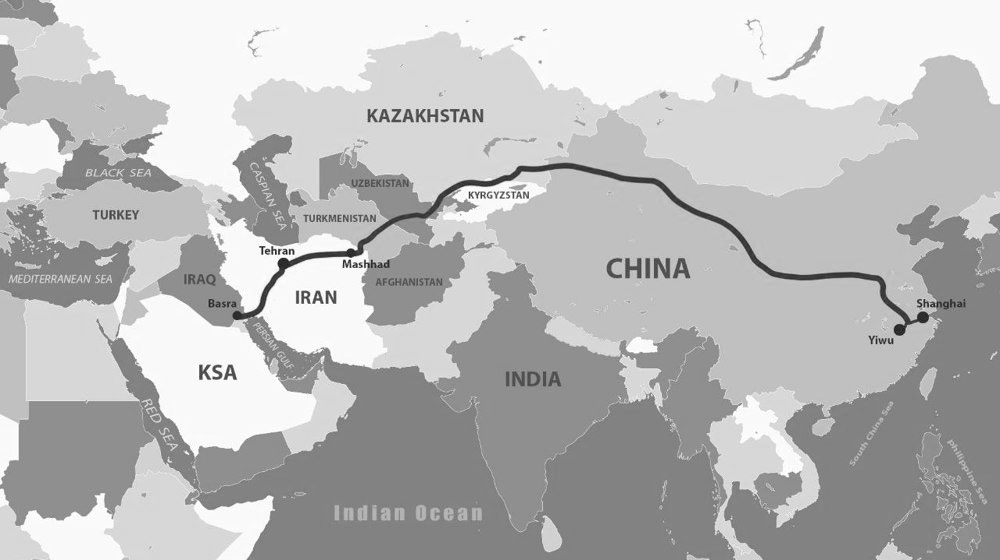 KAZAKHSTAN
BLACK SEA
CASPIAN SEA
UZBEKISTAN
KYRGYZSTAN
TURKEY
TURKMENISTAN
Tehran
Mashhad
MEDITERRANEAN SEA
IRAQ
AFGHANISTAN
CHINA
Basra
IRAN
Shanghai
PERSIAN GULF
Yiwu
KSA
INDIA
RED SEA
South China Sea
Philippine Sea
Indian Ocean